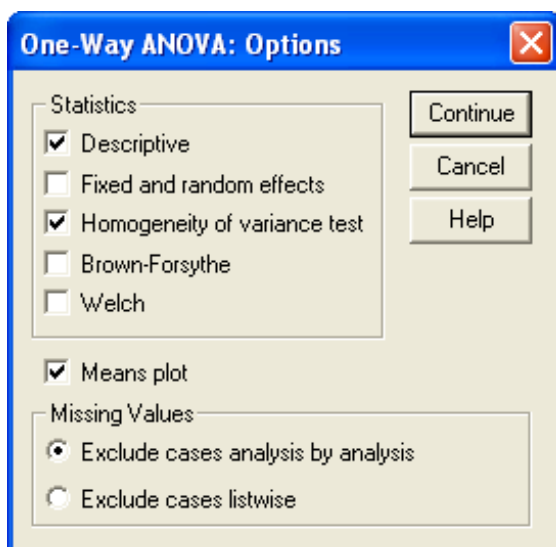 One-Way ANOVA: Options
Statistics
Descriptive
Fixed and random effects
Homogeneity of variance test
Brown-Forsythe
Welch
Continue
Cancel
Help
Means plot
Missing Values
Exclude cases analysis by analysis
Exclude cases listwise